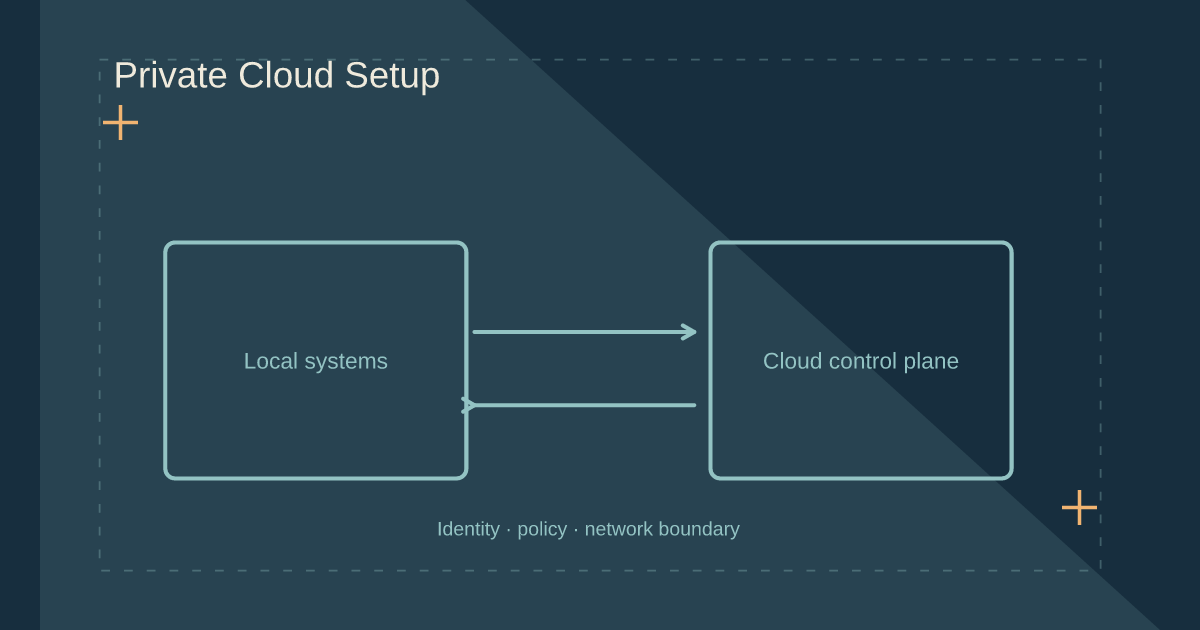 Private Cloud Setup
Local systems
Cloud control plane
Identity · policy · network boundary